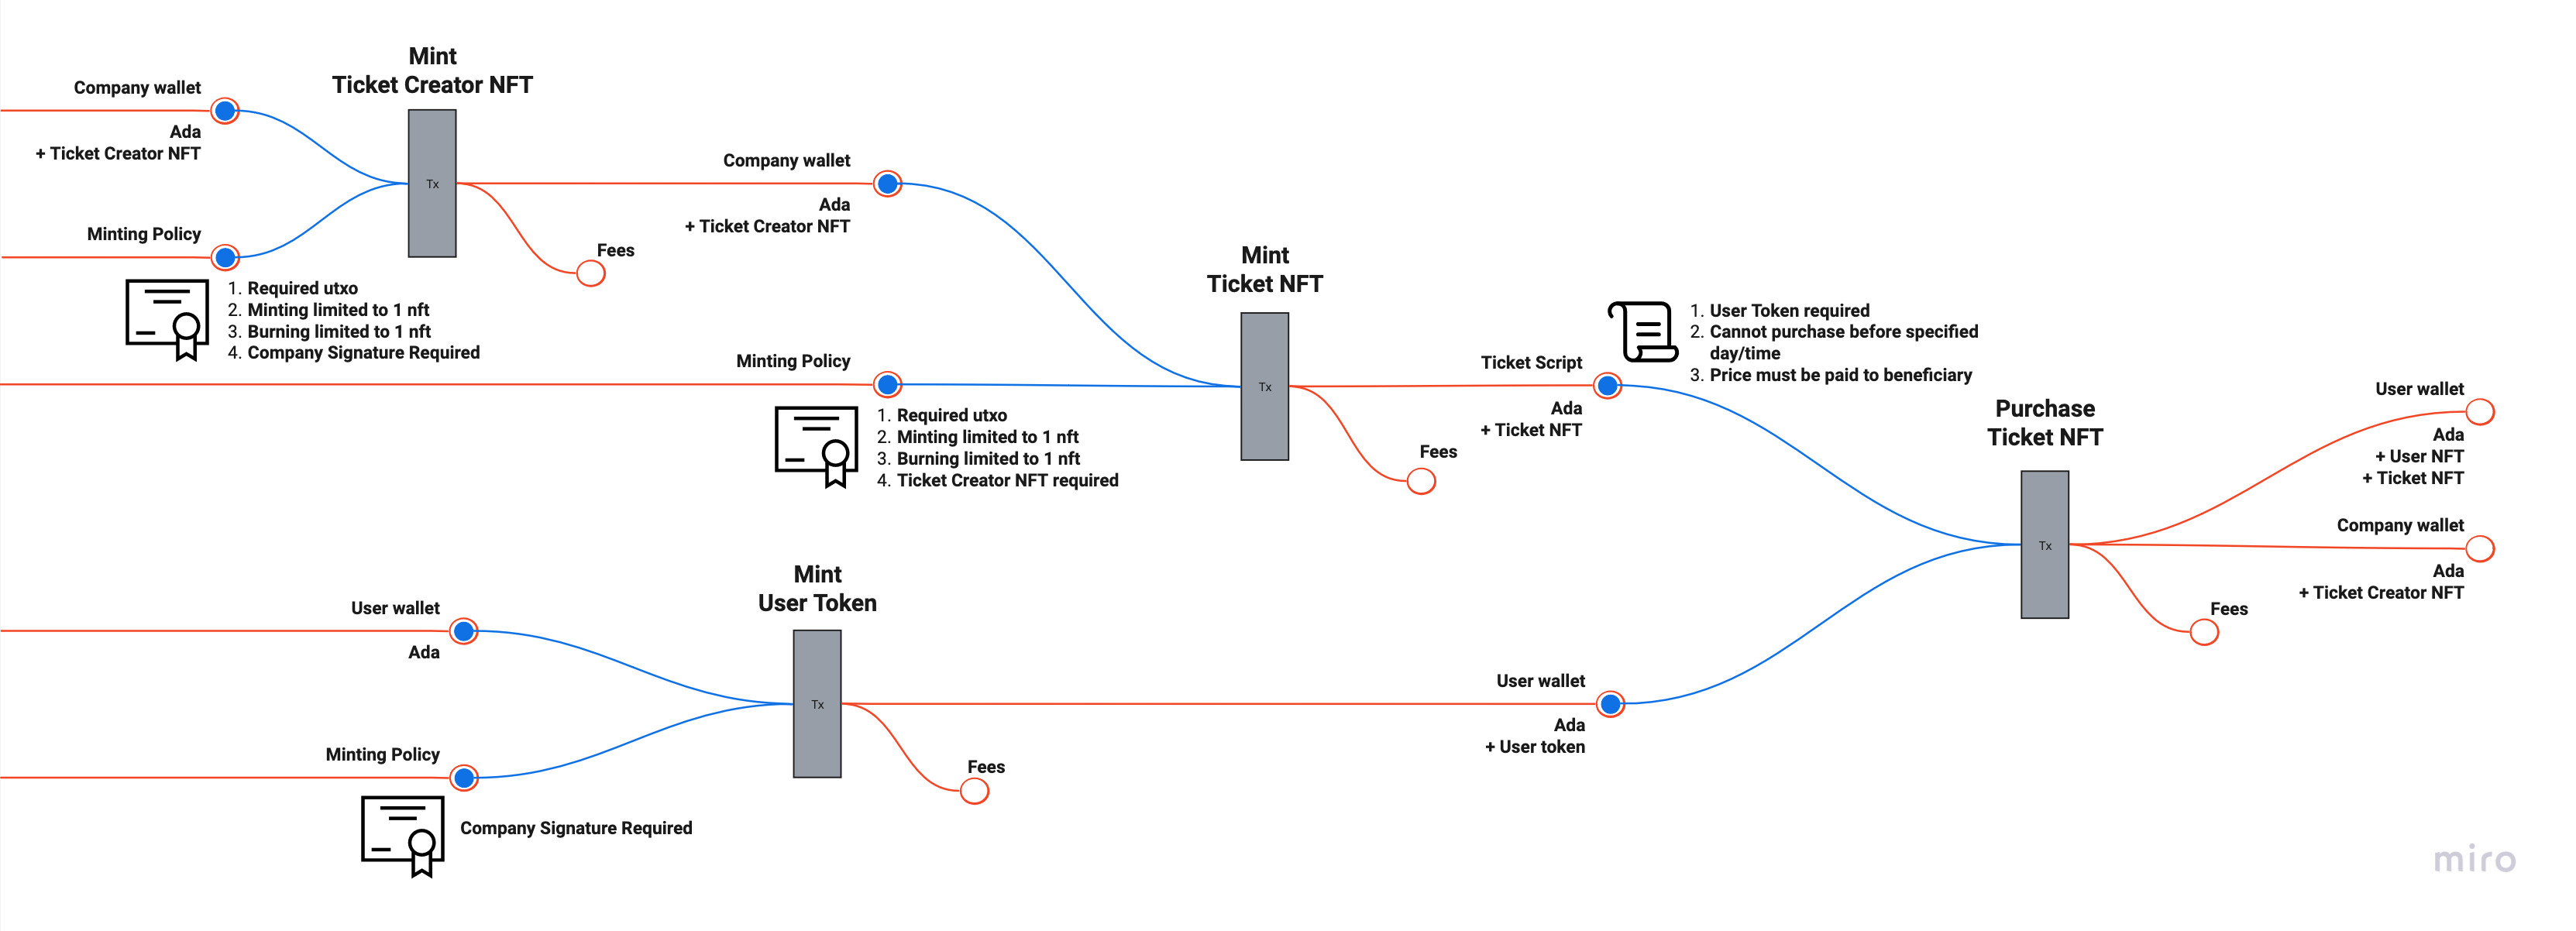 Mint
Ticket Creator NFT
Company wallet
Ada
+ Ticket Creator NFT
Tx
Minting Policy
1. Required utxo
2. Minting limited to 1 nft
3. Burning limited to 1 nft
4. Company Signature Required
Fees
Company wallet
Ada
+ Ticket Creator NFT
Minting Policy
1. Required utxo
2. Minting limited to 1 nft
3. Burning limited to 1 nft
4. Ticket Creator NFT required
Mint
Ticket NFT
Tx
Fees
Ticket Script
Ada
+ Ticket NFT
1. User Token required
2. Cannot purchase before specified
day/time
3. Price must be paid to beneficiary
Mint
User Token
User wallet
Ada
Tx
Minting Policy
Company Signature Required
Fees
User wallet
Ada
+ User token
Purchase
Ticket NFT
Tx
User wallet
Ada
+ User NFT
+ Ticket NFT
Company wallet
Ada
+ Ticket Creator NFT
Fees
miro